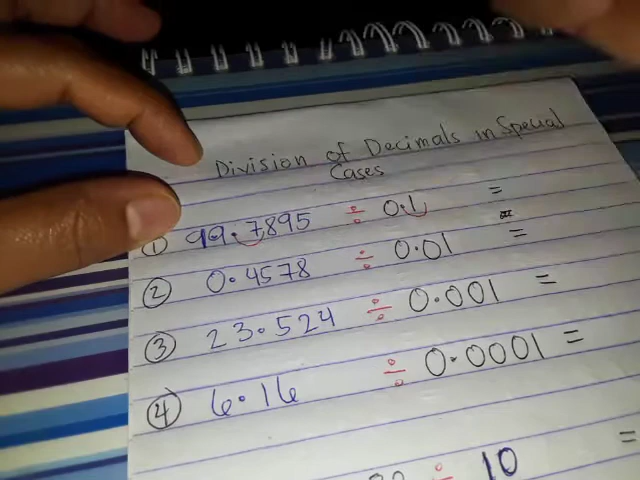 Division of Decimals in Special
Cases
① 99.7895 ÷ 0.1 =
② 0.4578 ÷ 0.01 =
③ 23.524 ÷ 0.001 =
④ 6.16 ÷ 0.0001 =
÷ 10 =